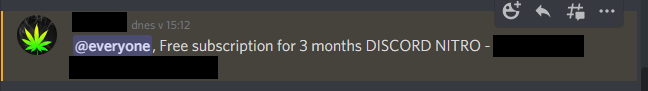 dnes v 15:12
@everyone, Free subscription for 3 months DISCORD NITRO -